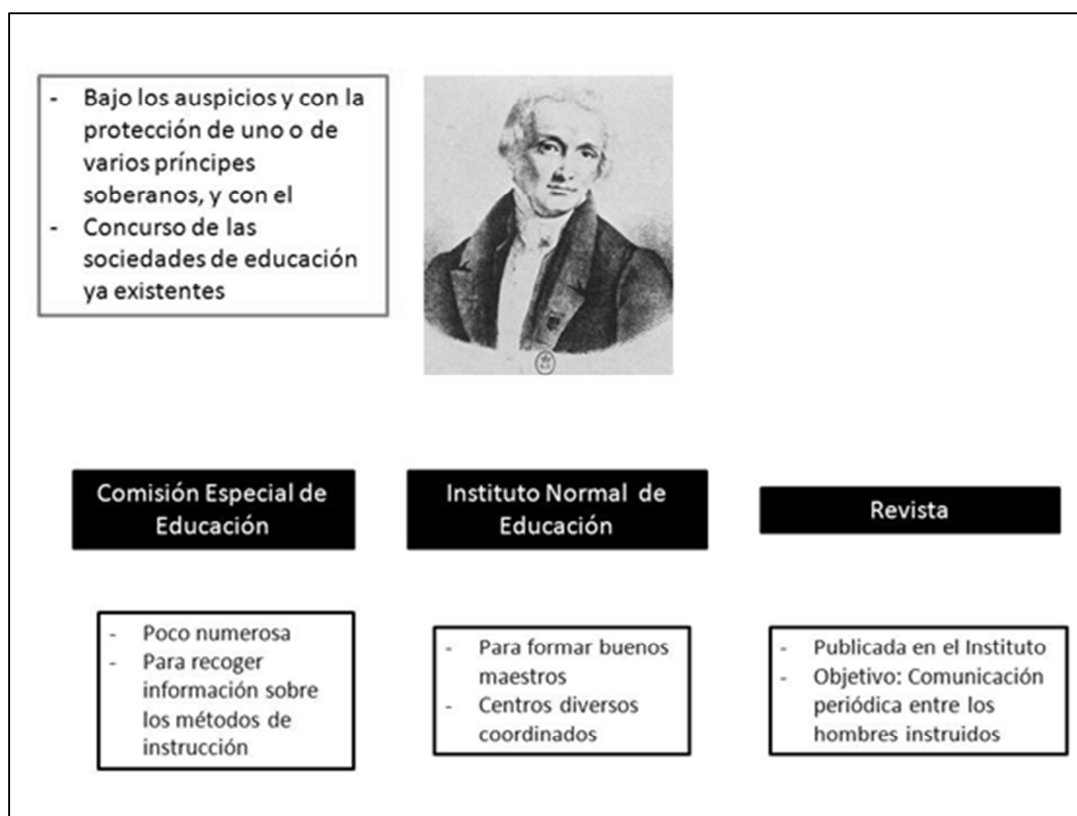 - Bajo los auspicios y con la
protección de uno o de
varios príncipes
soberanos, y con el
- Concurso de las
sociedades de educación
ya existentes
Comisión Especial de
Educación
Instituto Normal de
Educación
Revista
- Poco numerosa
- Para recoger
información sobre
los métodos de
instrucción
- Para formar buenos
maestros
- Centros diversos
coordinados
- Publicada en el Instituto
- Objetivo: Comunicación
periódica entre los
hombres instruidos